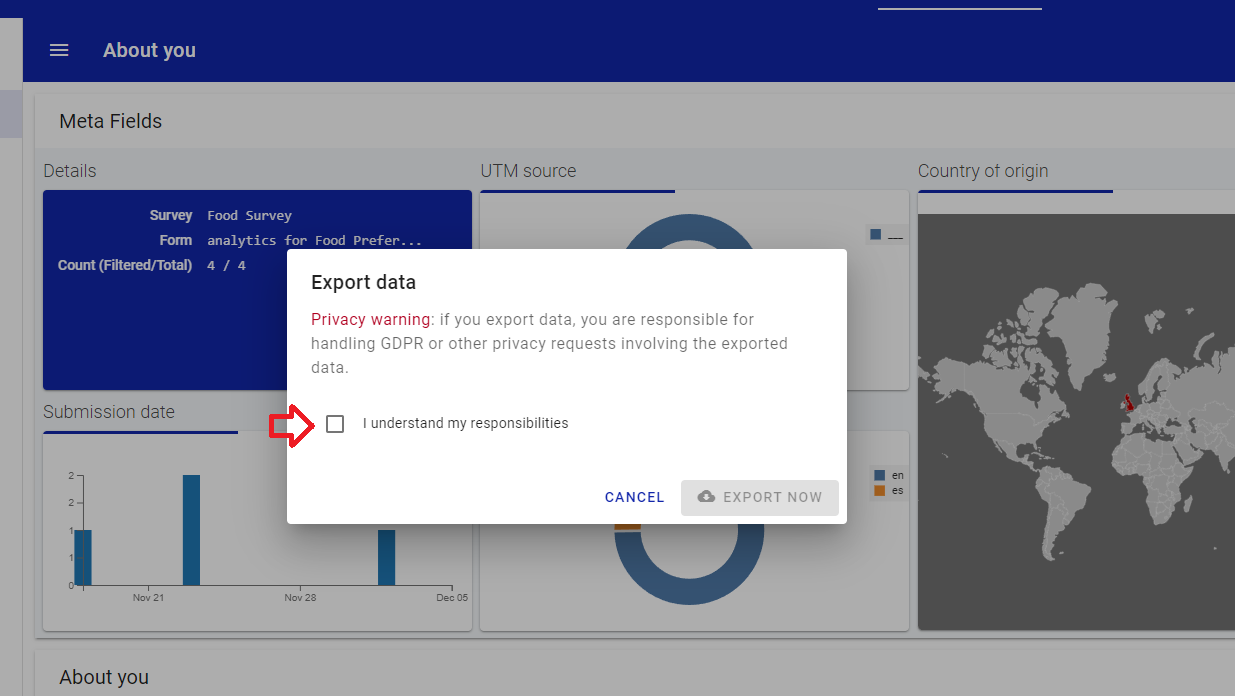 About you
Meta Fields
Details
UTM source
Country of origin
Survey Food Survey
Form analytics for Food Prefer...
Count (Filtered/Total) 4 / 4
___
Export data
Privacy warning: if you export data, you are responsible for
handling GDPR or other privacy requests involving the exported
data.
I understand my responsibilities
CANCEL
EXPORT NOW
Submission date
2
2
1
1
0
Nov 21
Nov 28
Dec 05
en
es
About you